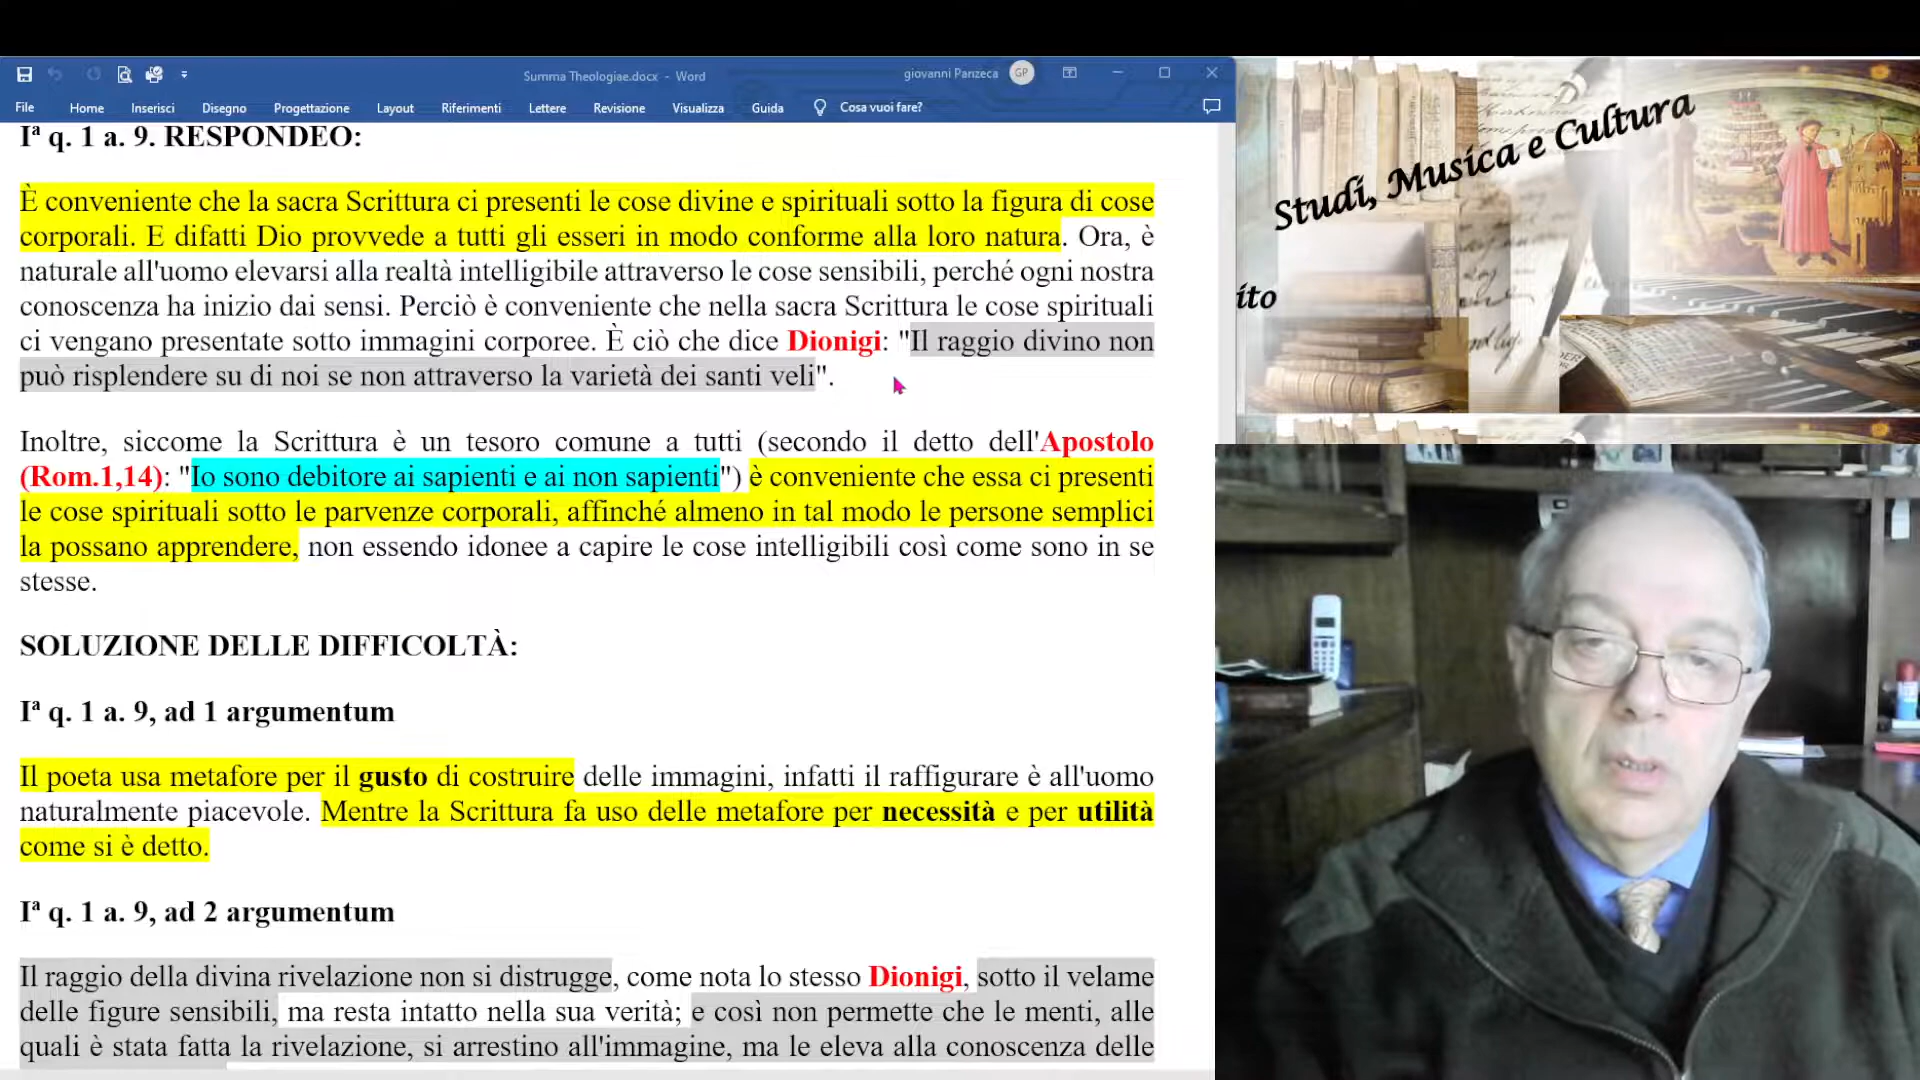 Summa Theologiae.docx - Word
giovanni Panzeca
GP
File Home Inserisci Disegno Progettazione Layout Riferimenti Lettere Revisione Visualizza Guida Cosa vuoi fare?
Iª q. 1 a. 9. RESPONDEO:
È conveniente che la sacra Scrittura ci presenti le cose divine e spirituali sotto la figura di cose
corporali. E difatti Dio provvede a tutti gli esseri in modo conforme alla loro natura. Ora, è
naturale all'uomo elevarsi alla realtà intelligibile attraverso le cose sensibili, perché ogni nostra
conoscenza ha inizio dai sensi. Perciò è conveniente che nella sacra Scrittura le cose spirituali
ci vengano presentate sotto immagini corporee. È ciò che dice Dionigi: "Il raggio divino non
può risplendere su di noi se non attraverso la varietà dei santi veli".
Inoltre, siccome la Scrittura è un tesoro comune a tutti (secondo il detto dell'Apostolo
(Rom.1,14): "Io sono debitore ai sapienti e ai non sapienti") è conveniente che essa ci presenti
le cose spirituali sotto le parvenze corporali, affinché almeno in tal modo le persone semplici
la possano apprendere, non essendo idonee a capire le cose intelligibili così come sono in se
stesse.
SOLUZIONE DELLE DIFFICOLTÀ:
Iª q. 1 a. 9, ad 1 argumentum
Il poeta usa metafore per il gusto di costruire delle immagini, infatti il raffigurare è all'uomo
naturalmente piacevole. Mentre la Scrittura fa uso delle metafore per necessità e per utilità
come si è detto.
Iª q. 1 a. 9, ad 2 argumentum
Il raggio della divina rivelazione non si distrugge, come nota lo stesso Dionigi, sotto il velame
delle figure sensibili, ma resta intatto nella sua verità; e così non permette che le menti, alle
quali è stata fatta la rivelazione, si arrestino all'immagine, ma le eleva alla conoscenza delle
Studi, Musica e Cultura
ito